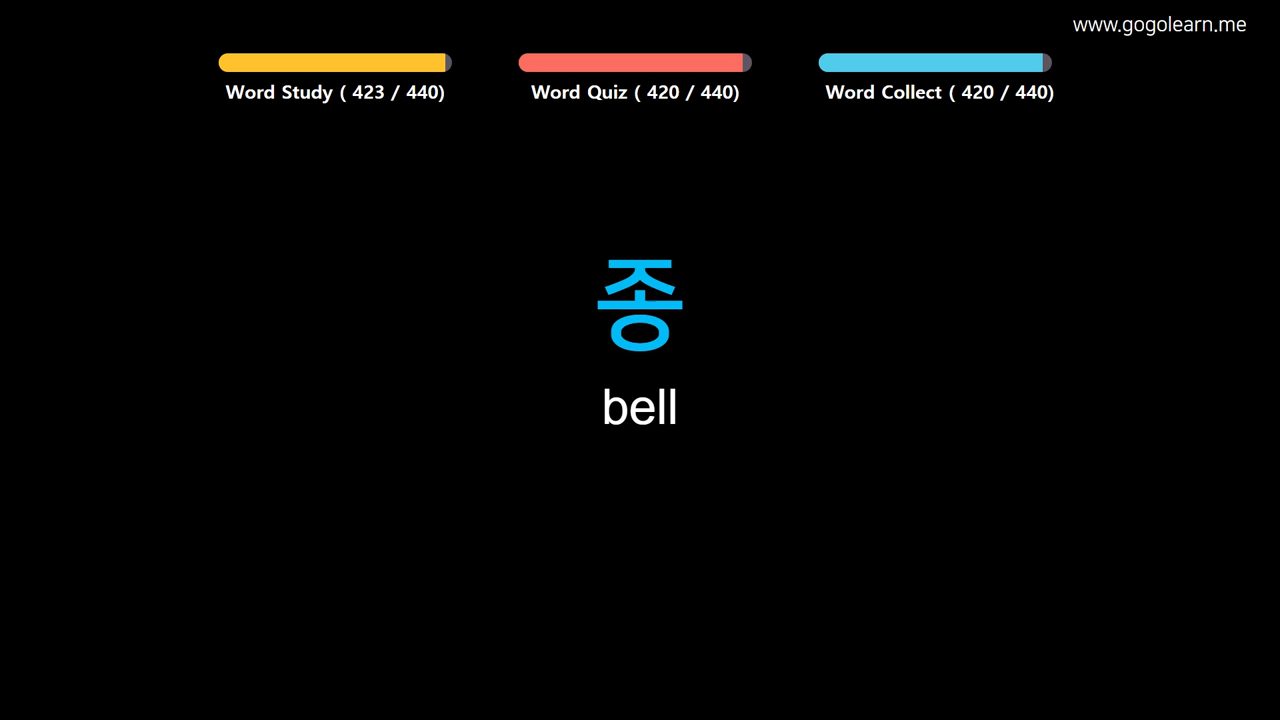 www.gogolearn.me
Word Study ( 423 / 440)
Word Quiz ( 420 / 440)
Word Collect ( 420 / 440)
종
bell